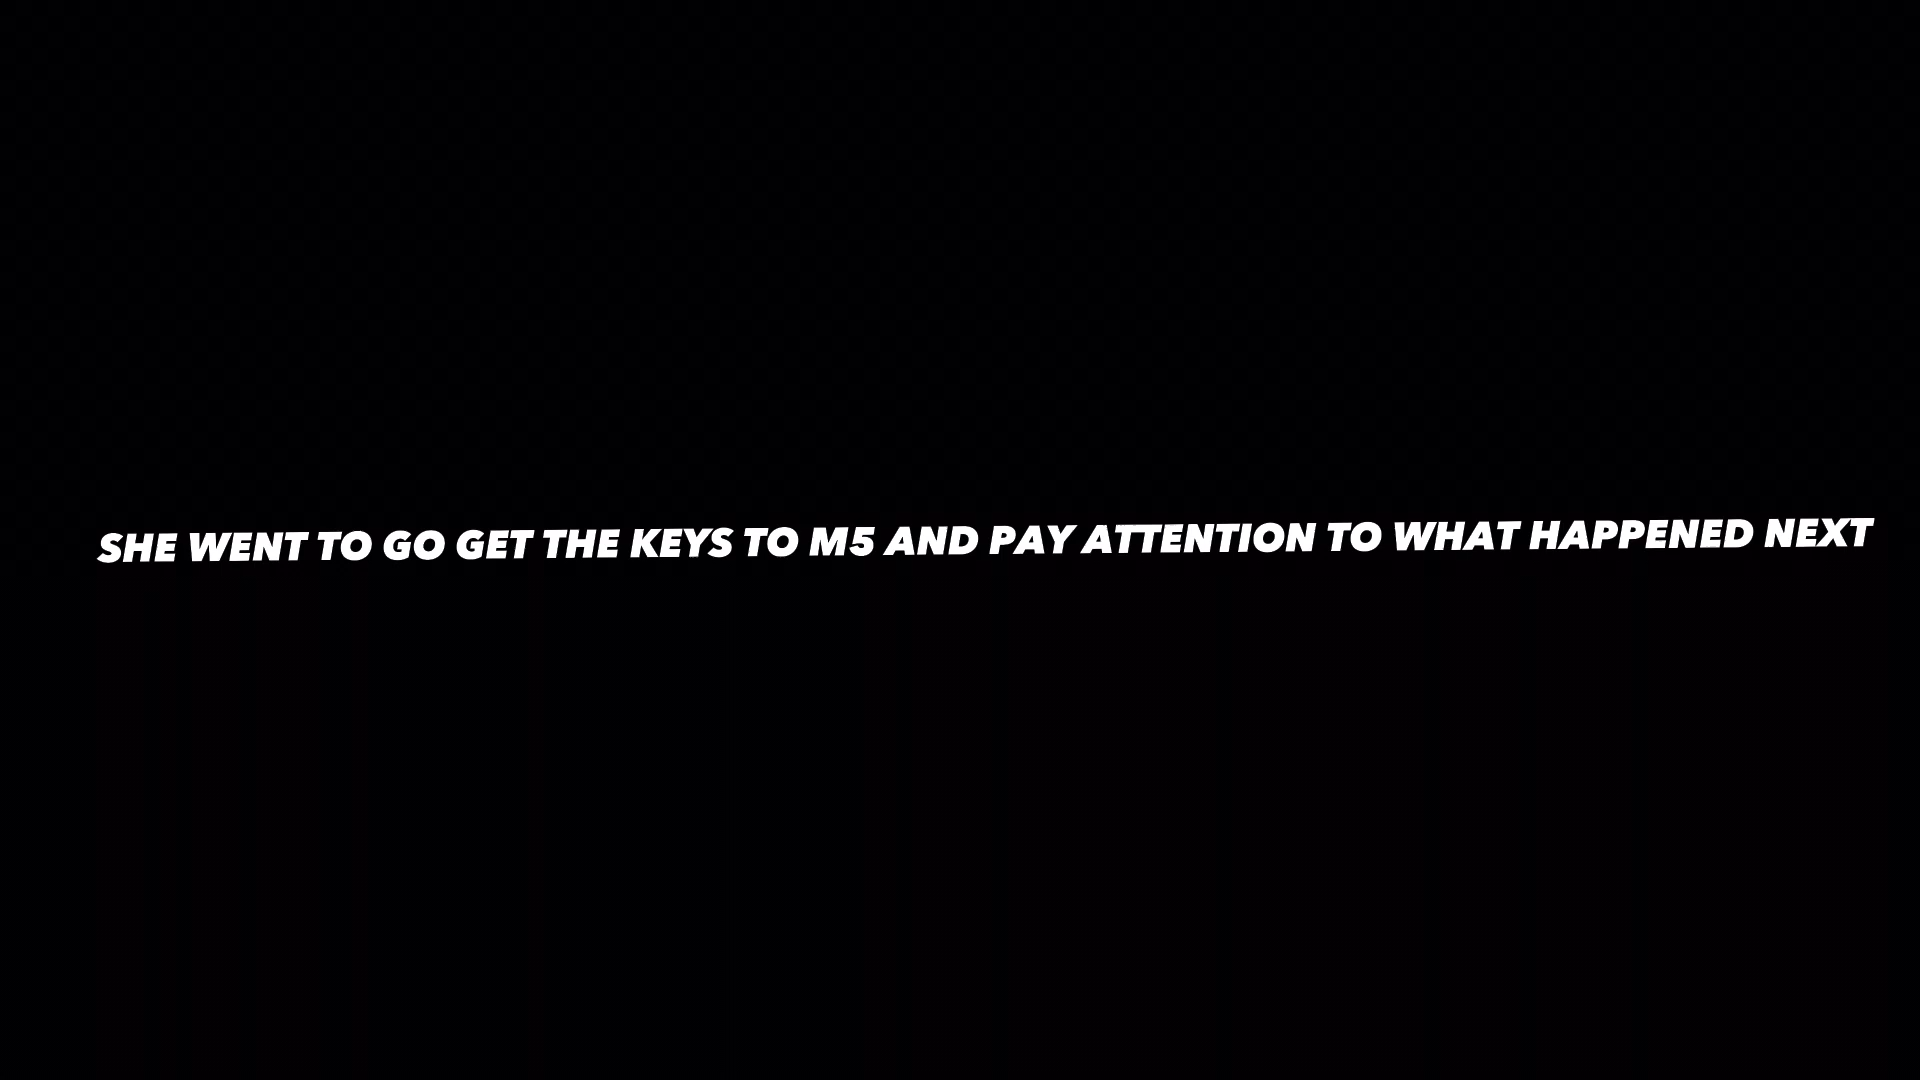 SHE WENT TO GO GET THE KEYS TO M5 AND PAY ATTENTION TO WHAT HAPPENED NEXT